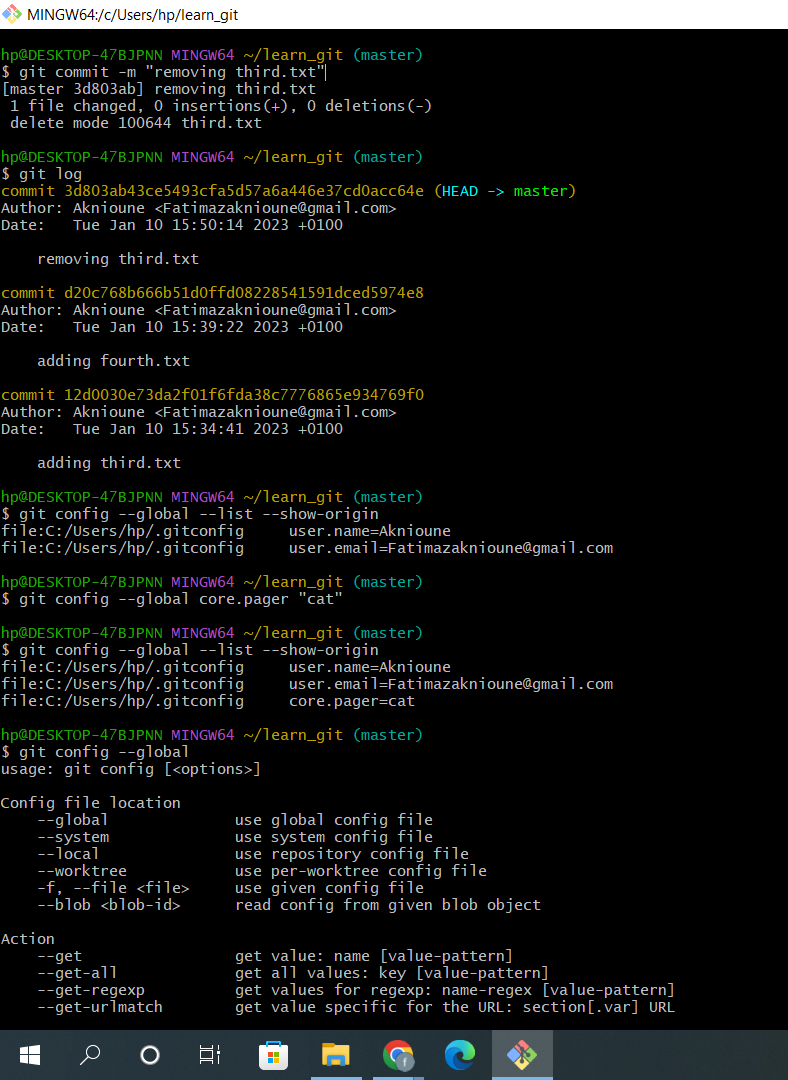 MINGW64:/c/Users/hp/learn_git
hp@DESKTOP-47BJPNN MINGW64 ~/learn_git (master)
$ git commit -m "removing third.txt"
[master 3d803ab] removing third.txt
 1 file changed, 0 insertions(+), 0 deletions(-)
 delete mode 100644 third.txt
hp@DESKTOP-47BJPNN MINGW64 ~/learn_git (master)
$ git log
commit 3d803ab43ce5493cfa5d57a6a446e37cd0acc64e (HEAD -> master)
Author: Aknioune <Fatimazaknioune@gmail.com>
Date:   Tue Jan 10 15:50:14 2023 +0100
    removing third.txt
commit d20c768b666b51d0ffd08228541591dced5974e8
Author: Aknioune <Fatimazaknioune@gmail.com>
Date:   Tue Jan 10 15:39:22 2023 +0100
    adding fourth.txt
commit 12d0030e73da2f01f6fda38c7776865e934769f0
Author: Aknioune <Fatimazaknioune@gmail.com>
Date:   Tue Jan 10 15:34:41 2023 +0100
    adding third.txt
hp@DESKTOP-47BJPNN MINGW64 ~/learn_git (master)
$ git config --global --list --show-origin
file:C:/Users/hp/.gitconfig     user.name=Aknioune
file:C:/Users/hp/.gitconfig     user.email=Fatimazaknioune@gmail.com
hp@DESKTOP-47BJPNN MINGW64 ~/learn_git (master)
$ git config --global core.pager "cat"
hp@DESKTOP-47BJPNN MINGW64 ~/learn_git (master)
$ git config --global --list --show-origin
file:C:/Users/hp/.gitconfig     user.name=Aknioune
file:C:/Users/hp/.gitconfig     user.email=Fatimazaknioune@gmail.com
file:C:/Users/hp/.gitconfig     core.pager=cat
hp@DESKTOP-47BJPNN MINGW64 ~/learn_git (master)
$ git config --global
usage: git config [<options>]
Config file location
    --global              use global config file
    --system              use system config file
    --local               use repository config file
    --worktree            use per-worktree config file
    -f, --file <file>     use given config file
    --blob <blob-id>      read config from given blob object
Action
    --get                 get value: name [value-pattern]
    --get-all             get all values: key [value-pattern]
    --get-regexp          get values for regexp: name-regex [value-pattern]
    --get-urlmatch        get value specific for the URL: section[.var] URL